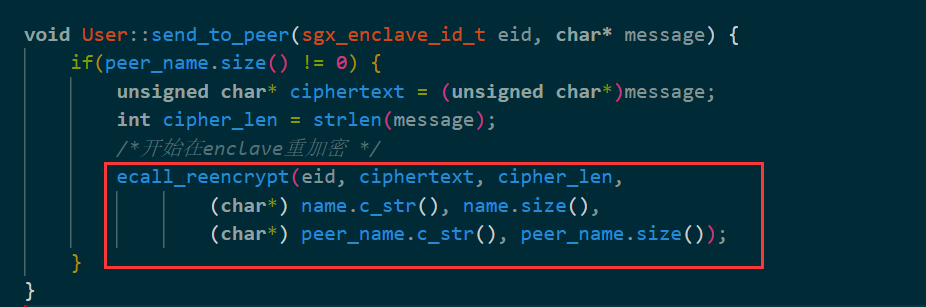 void User::send_to_peer(sgx_enclave_id_t eid, char* message) {
if(peer_name.size() != 0) {
unsigned char* ciphertext = (unsigned char*)message;
int cipher_len = strlen(message);
/*开始在enclave重加密 */
ecall_reencrypt(eid, ciphertext, cipher_len,
(char*) name.c_str(), name.size(),
(char*) peer_name.c_str(), peer_name.size());
}
}